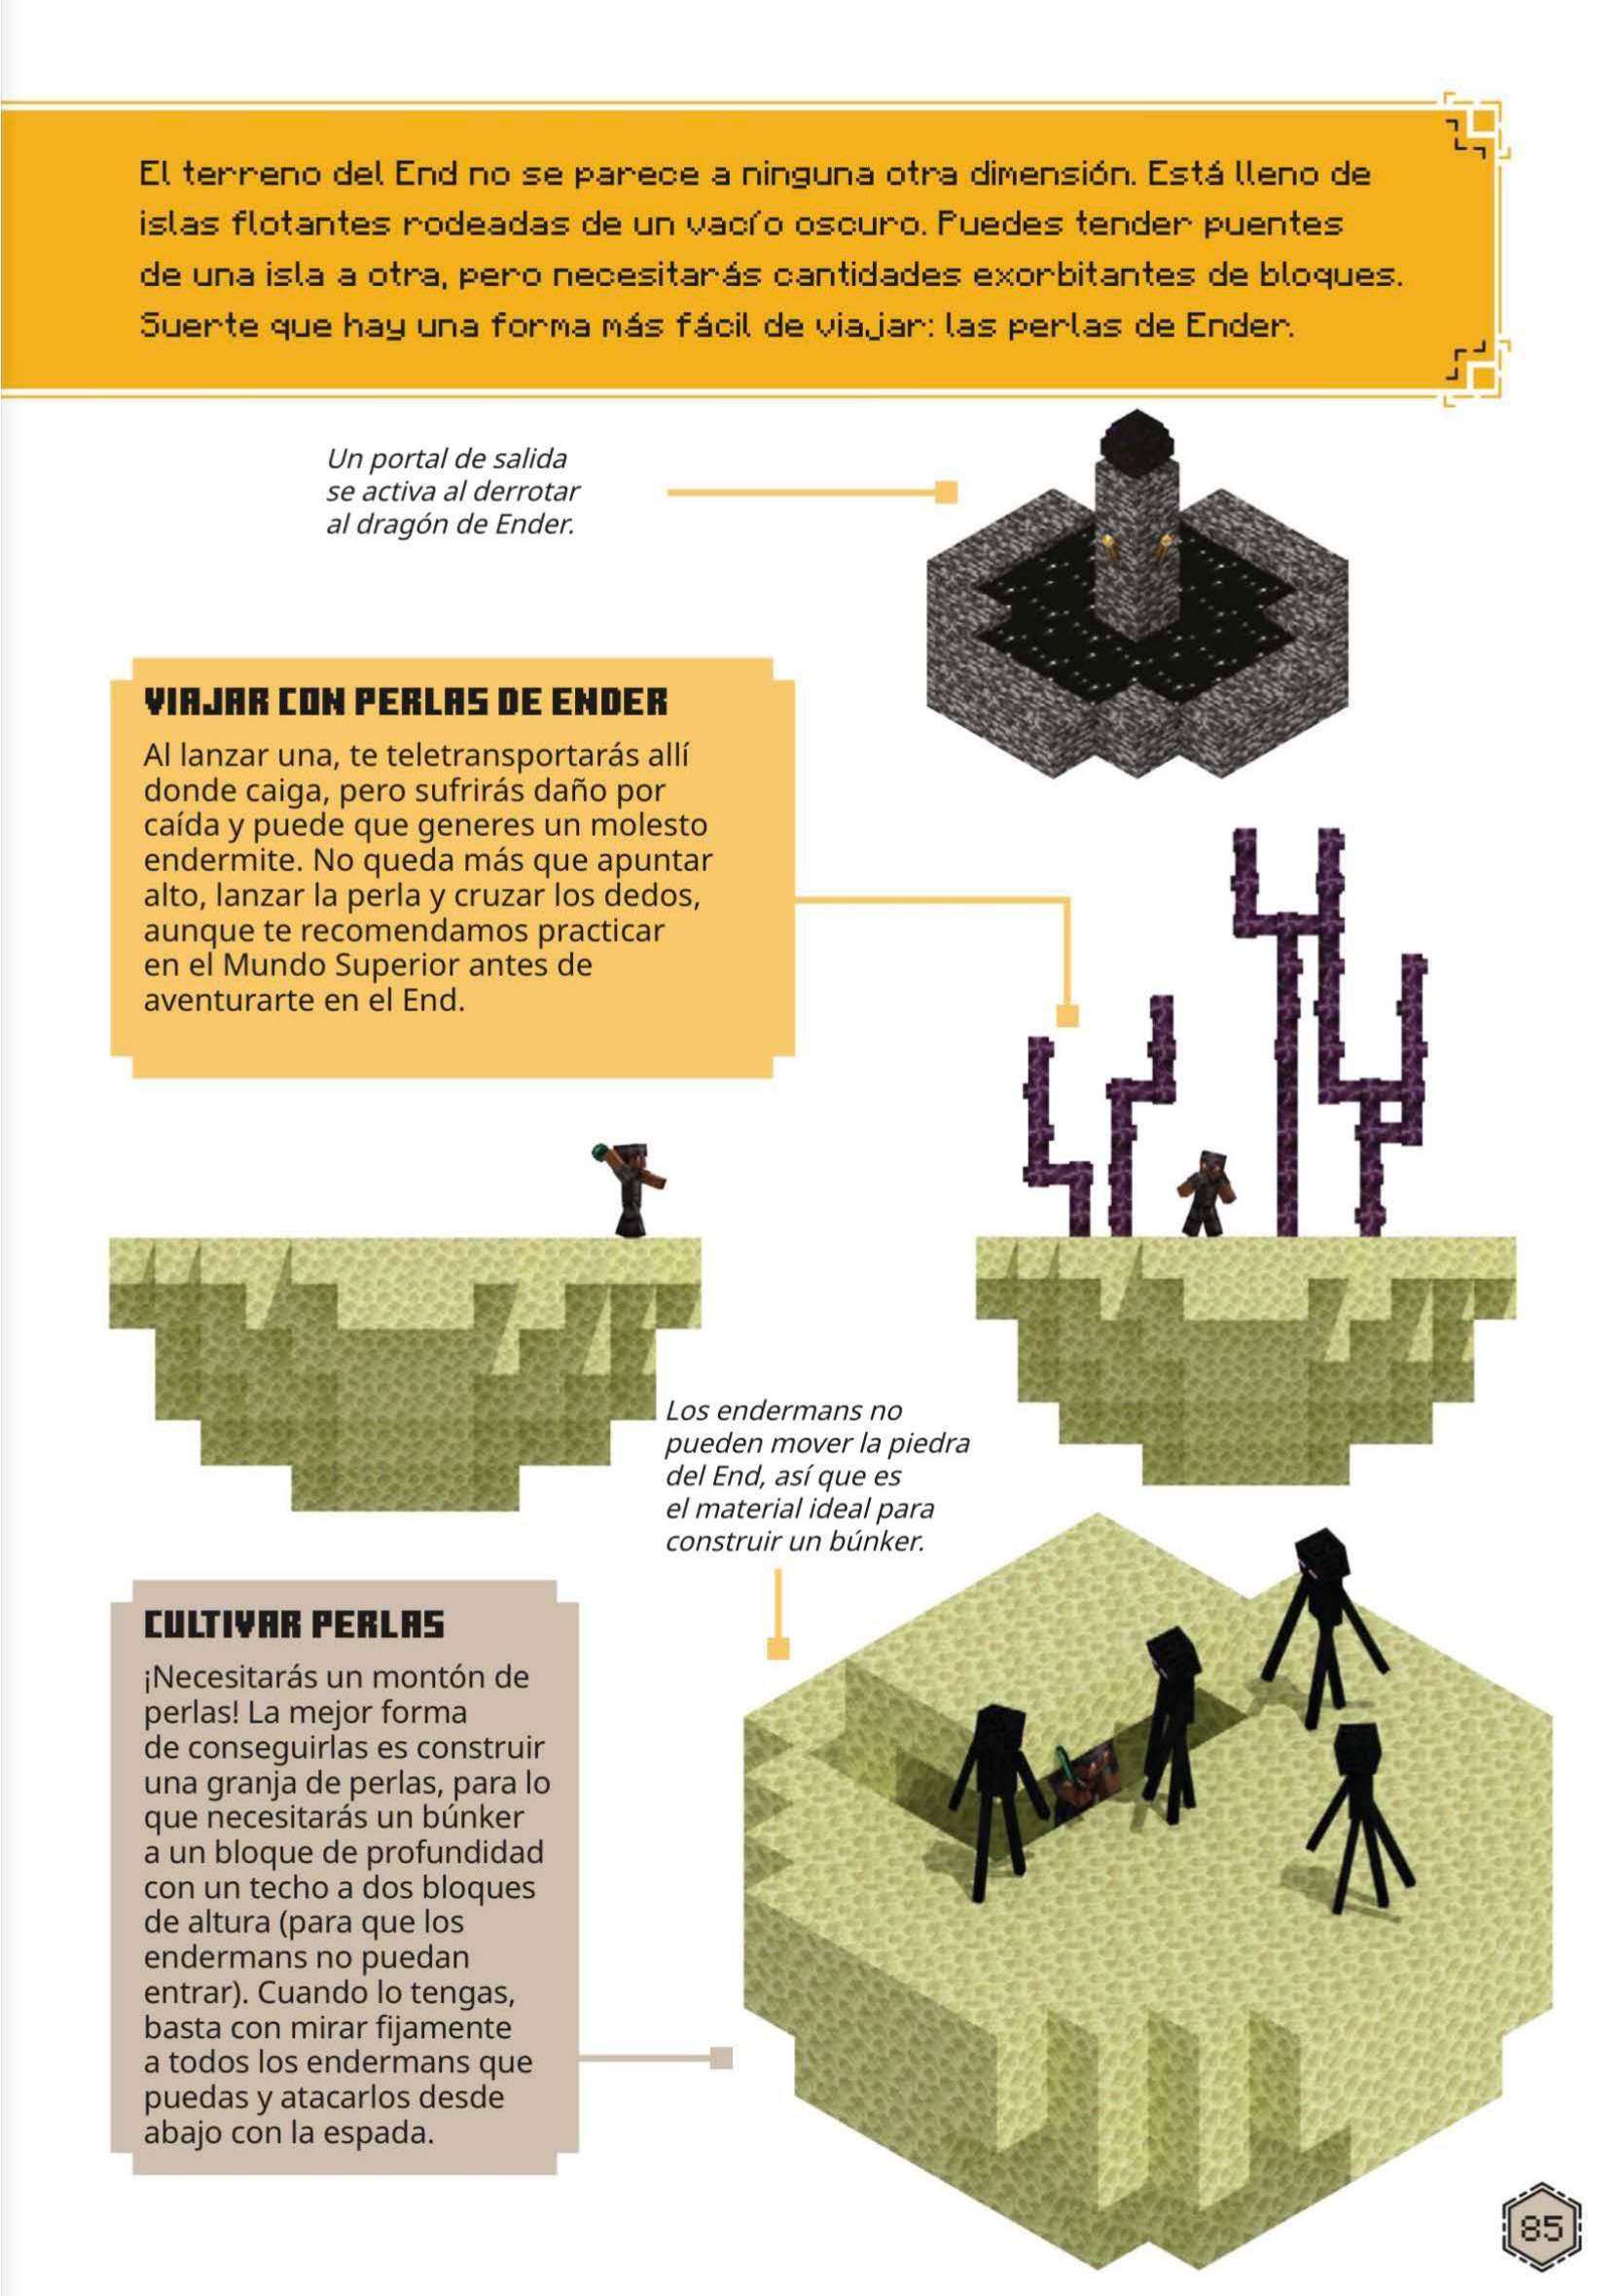 El terreno del End no se parece a ninguna otra dimensión. Está lleno de
islas flotantes rodeadas de un vacío oscuro. Puedes tender puentes
de una isla a otra, pero necesitarás cantidades exorbitantes de bloques.
Suerte que hay una forma más fácil de viajar: las perlas de Ender.
Un portal de salida
se activa al derrotar
al dragón de Ender.
VIAJAR CON PERLAS DE ENDER
Al lanzar una, te teletransportarás allí
donde caiga, pero sufrirás daño por
caída y puede que generes un molesto
endermite. No queda más que apuntar
alto, lanzar la perla y cruzar los dedos,
aunque te recomendamos practicar
en el Mundo Superior antes de
aventurarte en el End.
Los endermans no
pueden mover la piedra
del End, así que es
el material ideal para
construir un búnker.
CULTIVAR PERLAS
¡Necesitarás un montón de
perlas! La mejor forma
de conseguirlas es construir
una granja de perlas, para lo
que necesitarás un búnker
a un bloque de profundidad
con un techo a dos bloques
de altura (para que los
endermans no puedan
entrar). Cuando lo tengas,
basta con mirar fijamente
a todos los endermans que
puedas y atacarlos desde
abajo con la espada.
85